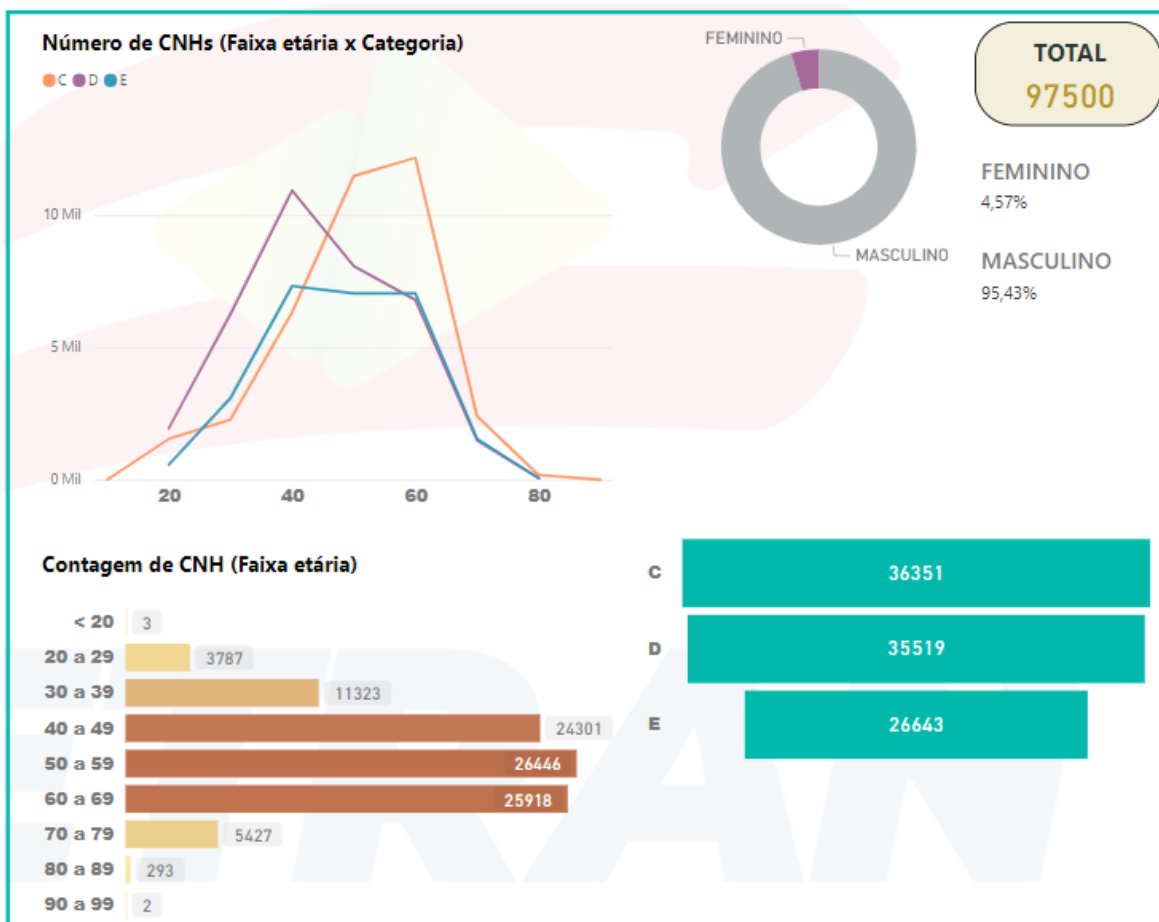 Número de CNHs (Faixa etária x Categoria)
C D E
10 Mil
5 Mil
0 Mil
20 40 60 80
FEMININO
MASCULINO
TOTAL
97500
FEMININO
4,57%
MASCULINO
95,43%
Contagem de CNH (Faixa etária)
< 20 3
20 a 29 3787
30 a 39 11323
40 a 49 24301
50 a 59 26446
60 a 69 25918
70 a 79 5427
80 a 89 293
90 a 99 2
C 36351
D 35519
E 26643
ETRAN